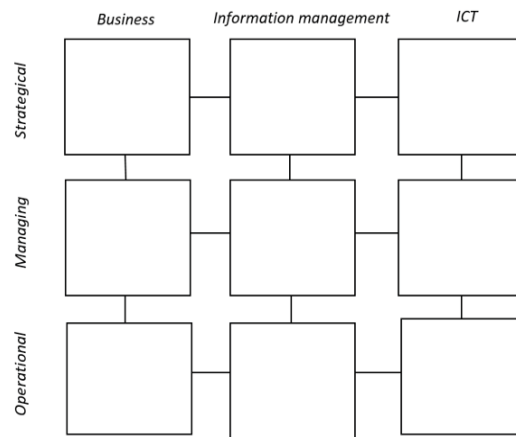 Business
Information management
ICT
Strategical
Managing
Operational